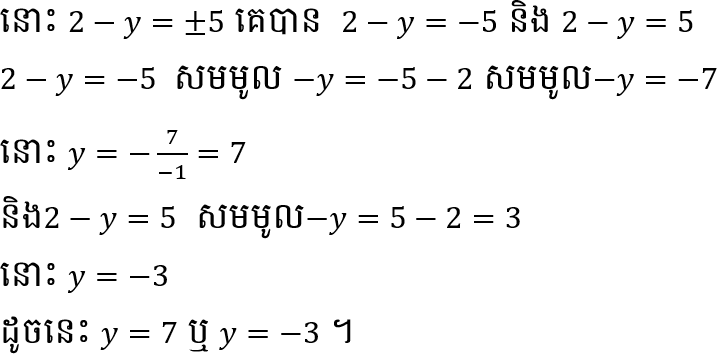 នោះ 2 − y = ±5 គេបាន 2 − y = −5 និង 2 − y = 5
2 − y = −5 សមមូល −y = −5 − 2 សមមូល−y = −7
នោះ y = − 7/−1 = 7
និង2 − y = 5 សមមូល−y = 5 − 2 = 3
នោះ y = −3
ដូចនេះ y = 7 ឬ y = −3 ។